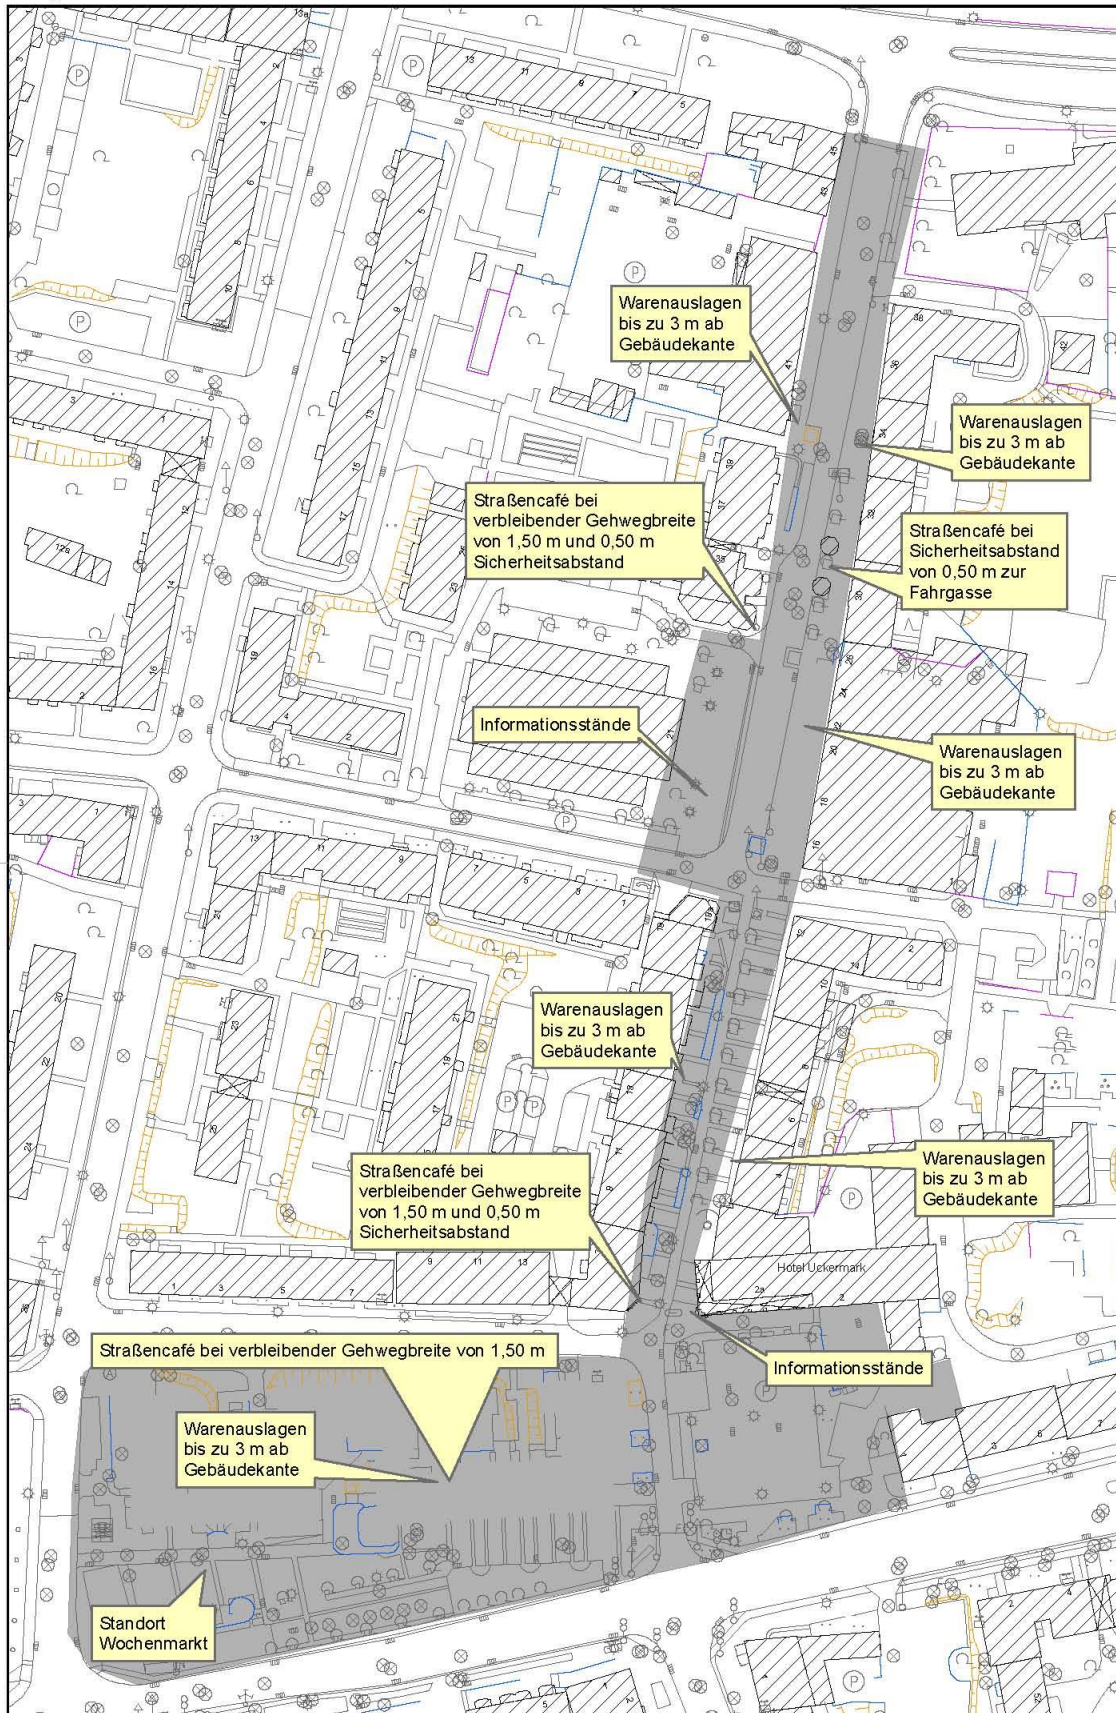 Warenauslagen
bis zu 3 m ab
Gebäudekante
Warenauslagen
bis zu 3 m ab
Gebäudekante
Straßencafé bei
verbleibender Gehwegbreite
von 1,50 m und 0,50 m
Sicherheitsabstand
Straßencafé bei
Sicherheitsabstand
von 0,50 m zur
Fahrgasse
Informationsstände
Warenauslagen
bis zu 3 m ab
Gebäudekante
Warenauslagen
bis zu 3 m ab
Gebäudekante
Straßencafé bei
verbleibender Gehwegbreite
von 1,50 m und 0,50 m
Sicherheitsabstand
Warenauslagen
bis zu 3 m ab
Gebäudekante
Hotel Uckermark
Straßencafé bei verbleibender Gehwegbreite von 1,50 m
Informationsstände
Warenauslagen
bis zu 3 m ab
Gebäudekante
Standort
Wochenmarkt